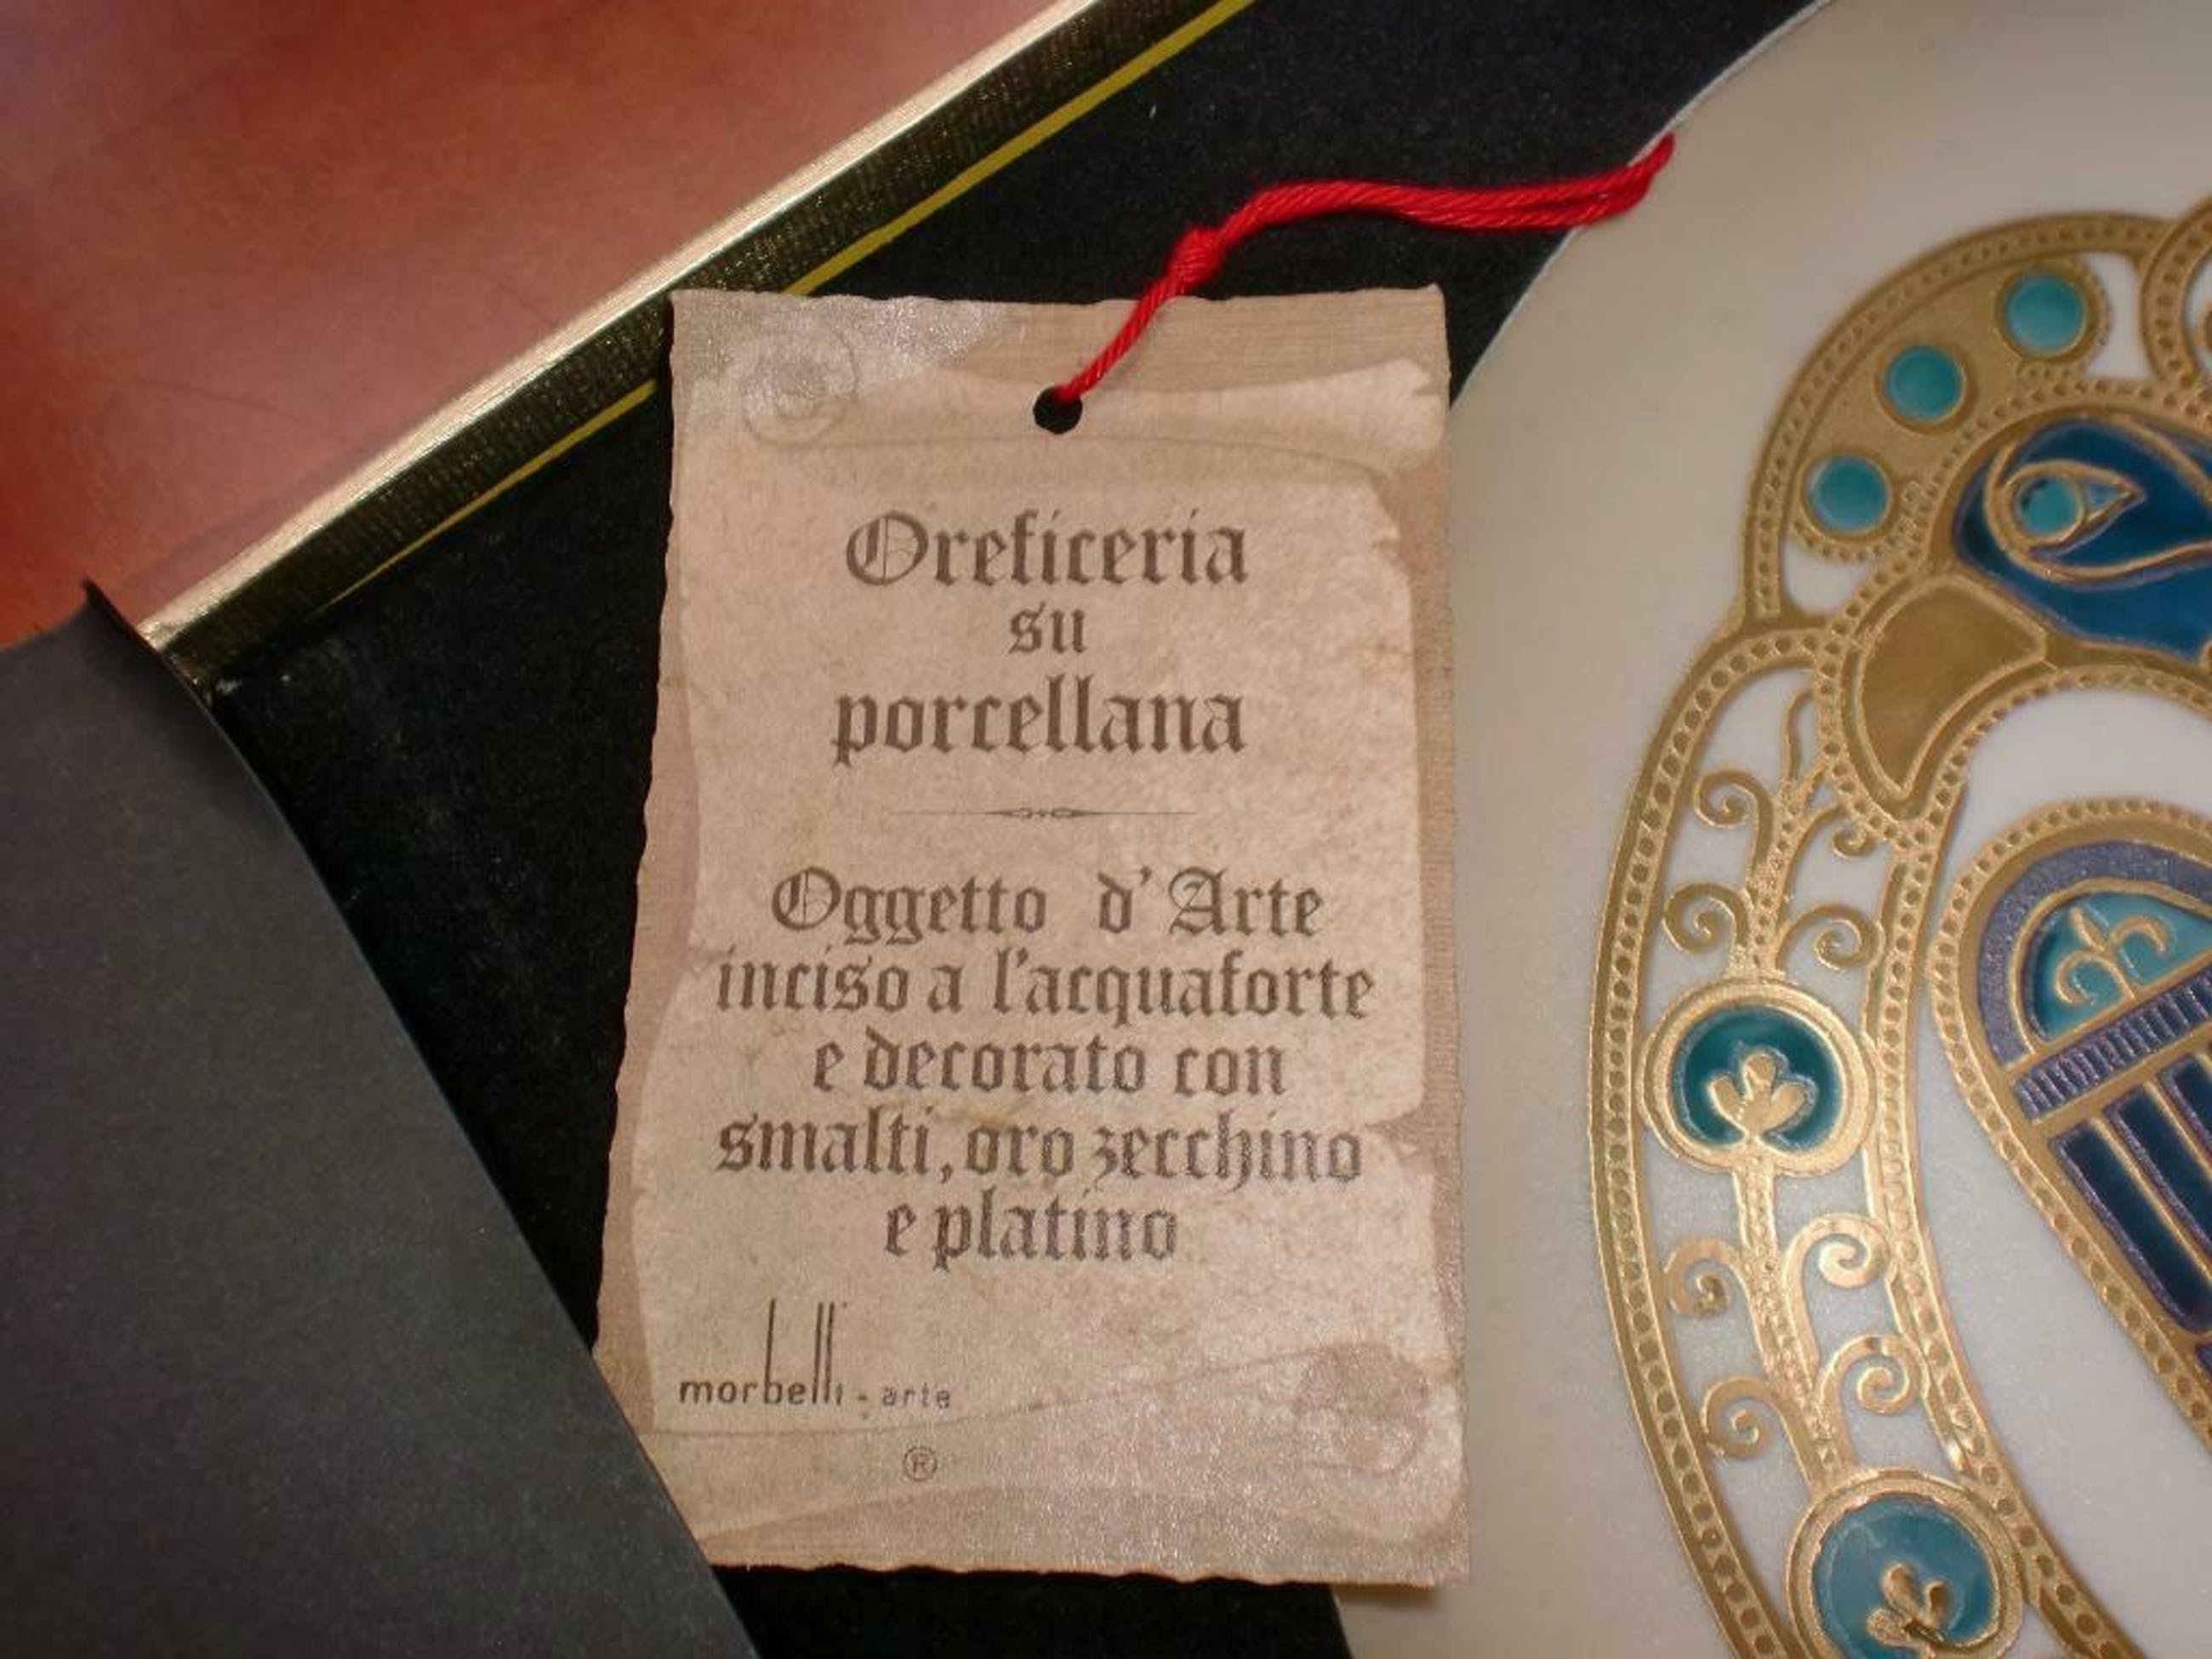 Oreficeria
su
porcellana
Oggetto d'Arte
inciso a l'acquaforte
e decorato con
smalti, oro zecchino
e platino
morbelli - arte
®